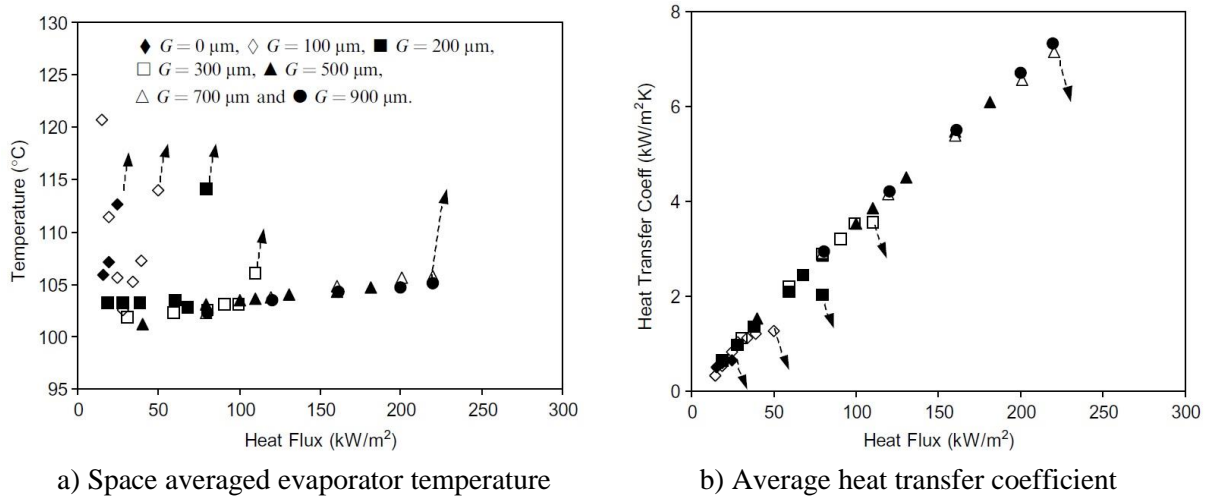 130
125
120
115
110
105
100
95
Temperature (°C)
◆ G = 0 μm, ◇ G = 100 μm, ■ G = 200 μm,
□ G = 300 μm, ▲ G = 500 μm,
△ G = 700 μm and ● G = 900 μm.
0 50 100 150 200 250 300
Heat Flux (kW/m²)
a) Space averaged evaporator temperature
8
6
4
2
0
Heat Transfer Coeff (kW/m²K)
0 50 100 150 200 250 300
Heat Flux (kW/m²)
b) Average heat transfer coefficient